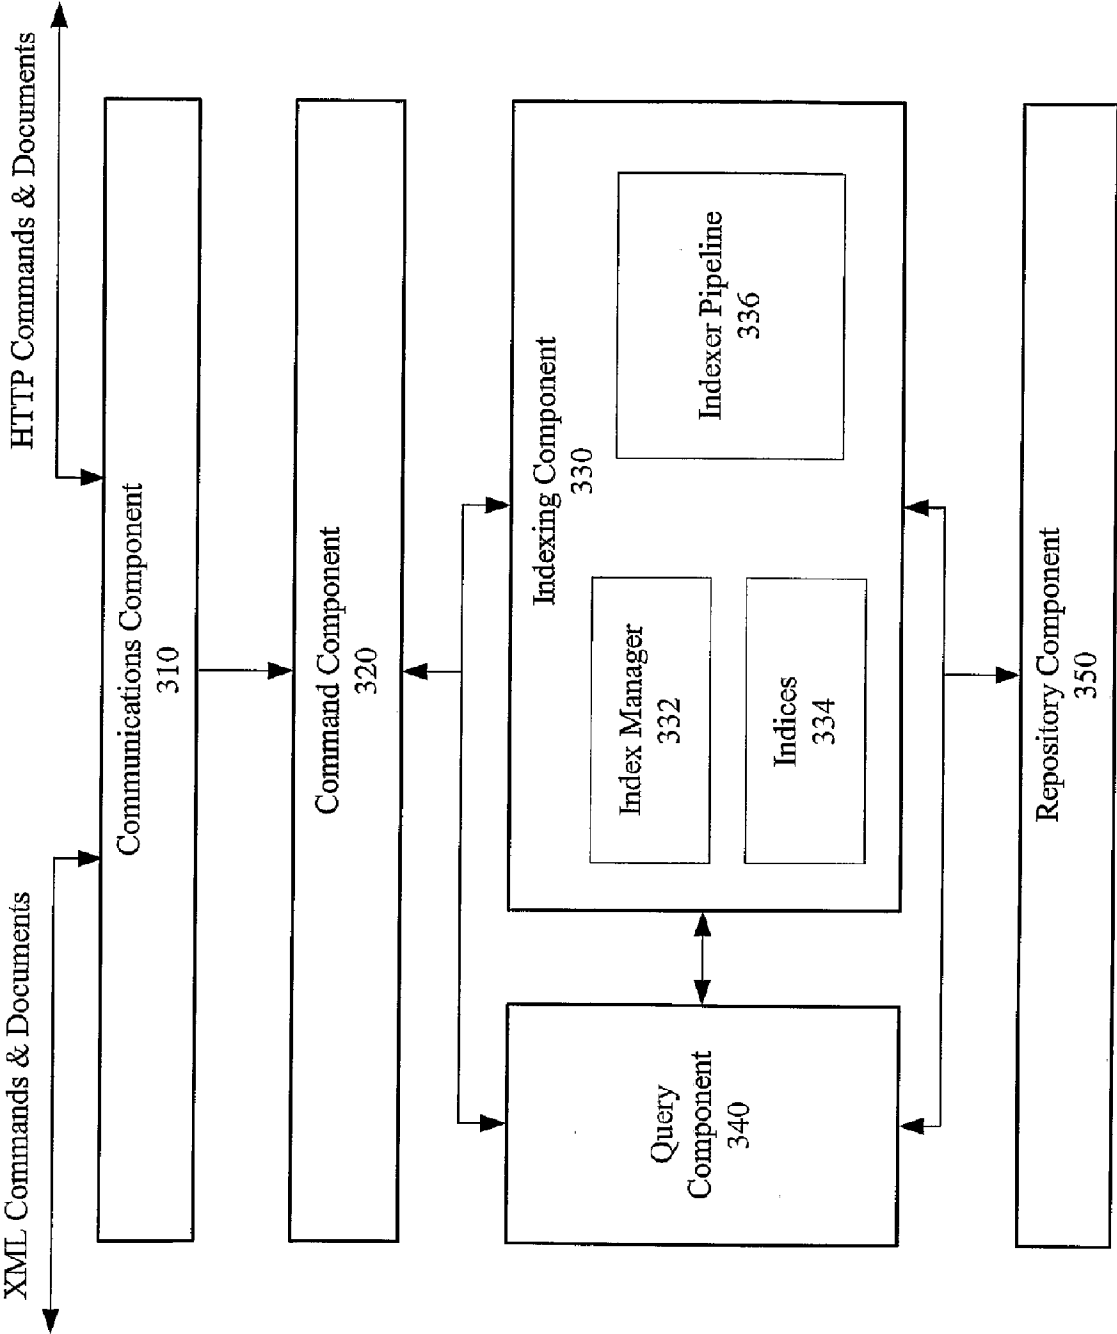 XML Commands & Documents
HTTP Commands & Documents
Communications Component
310
Command Component
320
Indexing Component
330
Query
Component
340
Index Manager
332
Indices
334
Indexer Pipeline
336
Repository Component
350